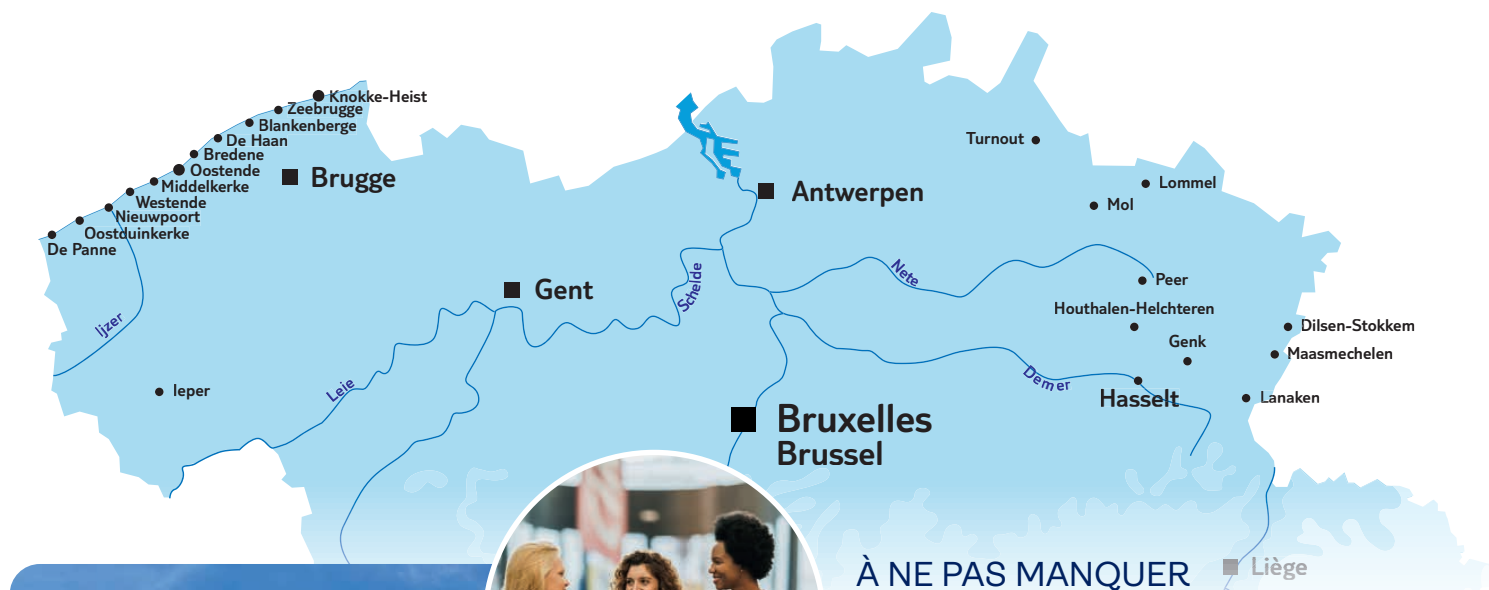 Knokke-Heist
Zeebrugge
Blankenberge
De Haan
Bredene
Oostende
Middelkerke
Westende
Nieuwpoort
Oostduinkerke
De Panne
Brugge
Ijzer
Ieper
Leie
Gent
Schelde
Antwerpen
Nete
Turnout
Lommel
Mol
Peer
Houthalen-Helchteren
Genk
Dilsen-Stokkem
Maasmechelen
Demer
Hasselt
Lanaken
Bruxelles
Brussel
À NE PAS MANQUER
Liège